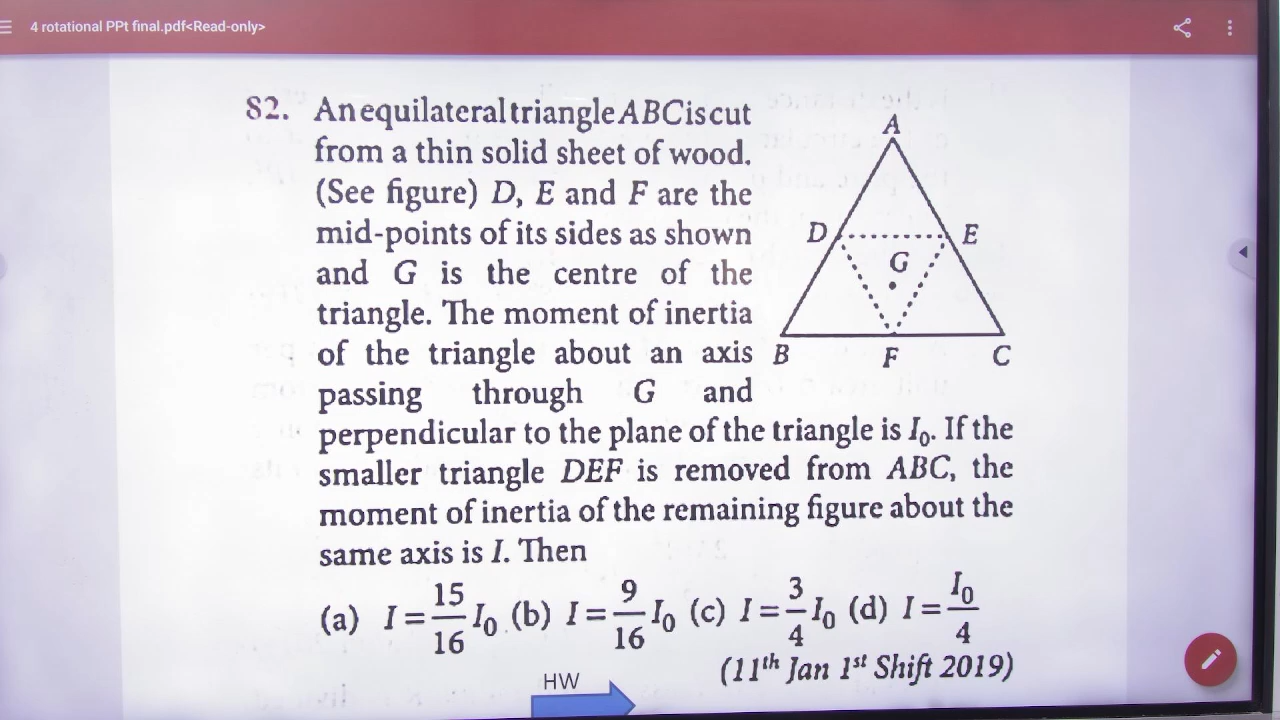 4 rotational PPt final.pdf<Read-only>
82. An equilateral triangle ABC is cut
from a thin solid sheet of wood.
(See figure) D, E and F are the
mid-points of its sides as shown
and G is the centre of the
triangle. The moment of inertia
of the triangle about an axis
passing through G and
perpendicular to the plane of the triangle is I₀. If the
smaller triangle DEF is removed from ABC, the
moment of inertia of the remaining figure about the
same axis is I. Then
(a) I = 15/16 I₀ (b) I = 9/16 I₀ (c) I = 3/4 I₀ (d) I = I₀/4
(11th Jan 1st Shift 2019)
A
D E
G
B F C
HW